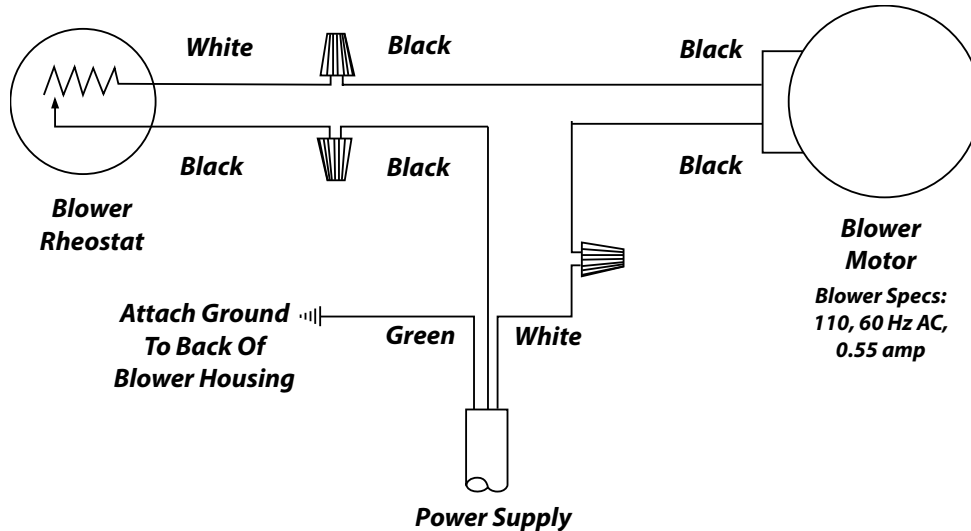 White
Black
Black
Black
Black
Black
Blower
Rheostat
Blower
Motor
Blower Specs:
110, 60 Hz AC,
0.55 amp
Attach Ground
To Back Of
Blower Housing
Green
White
Power Supply